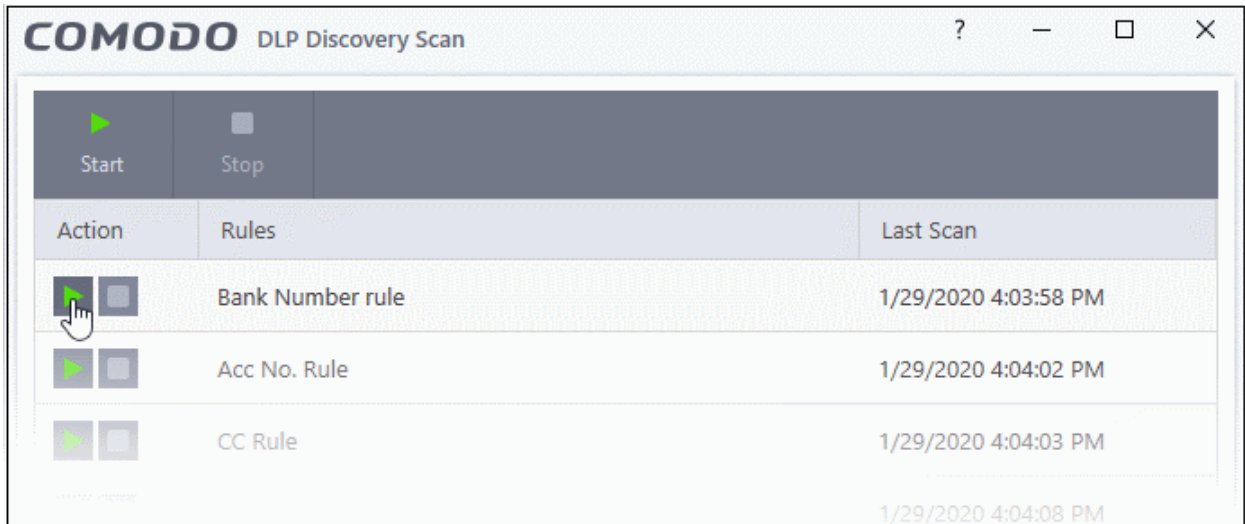 COMODO DLP Discovery Scan ?
Start Stop
Action Rules Last Scan
Bank Number rule 1/29/2020 4:03:58 PM
Acc No. Rule 1/29/2020 4:04:02 PM
CC Rule 1/29/2020 4:04:03 PM
1/29/2020 4:04:08 PM